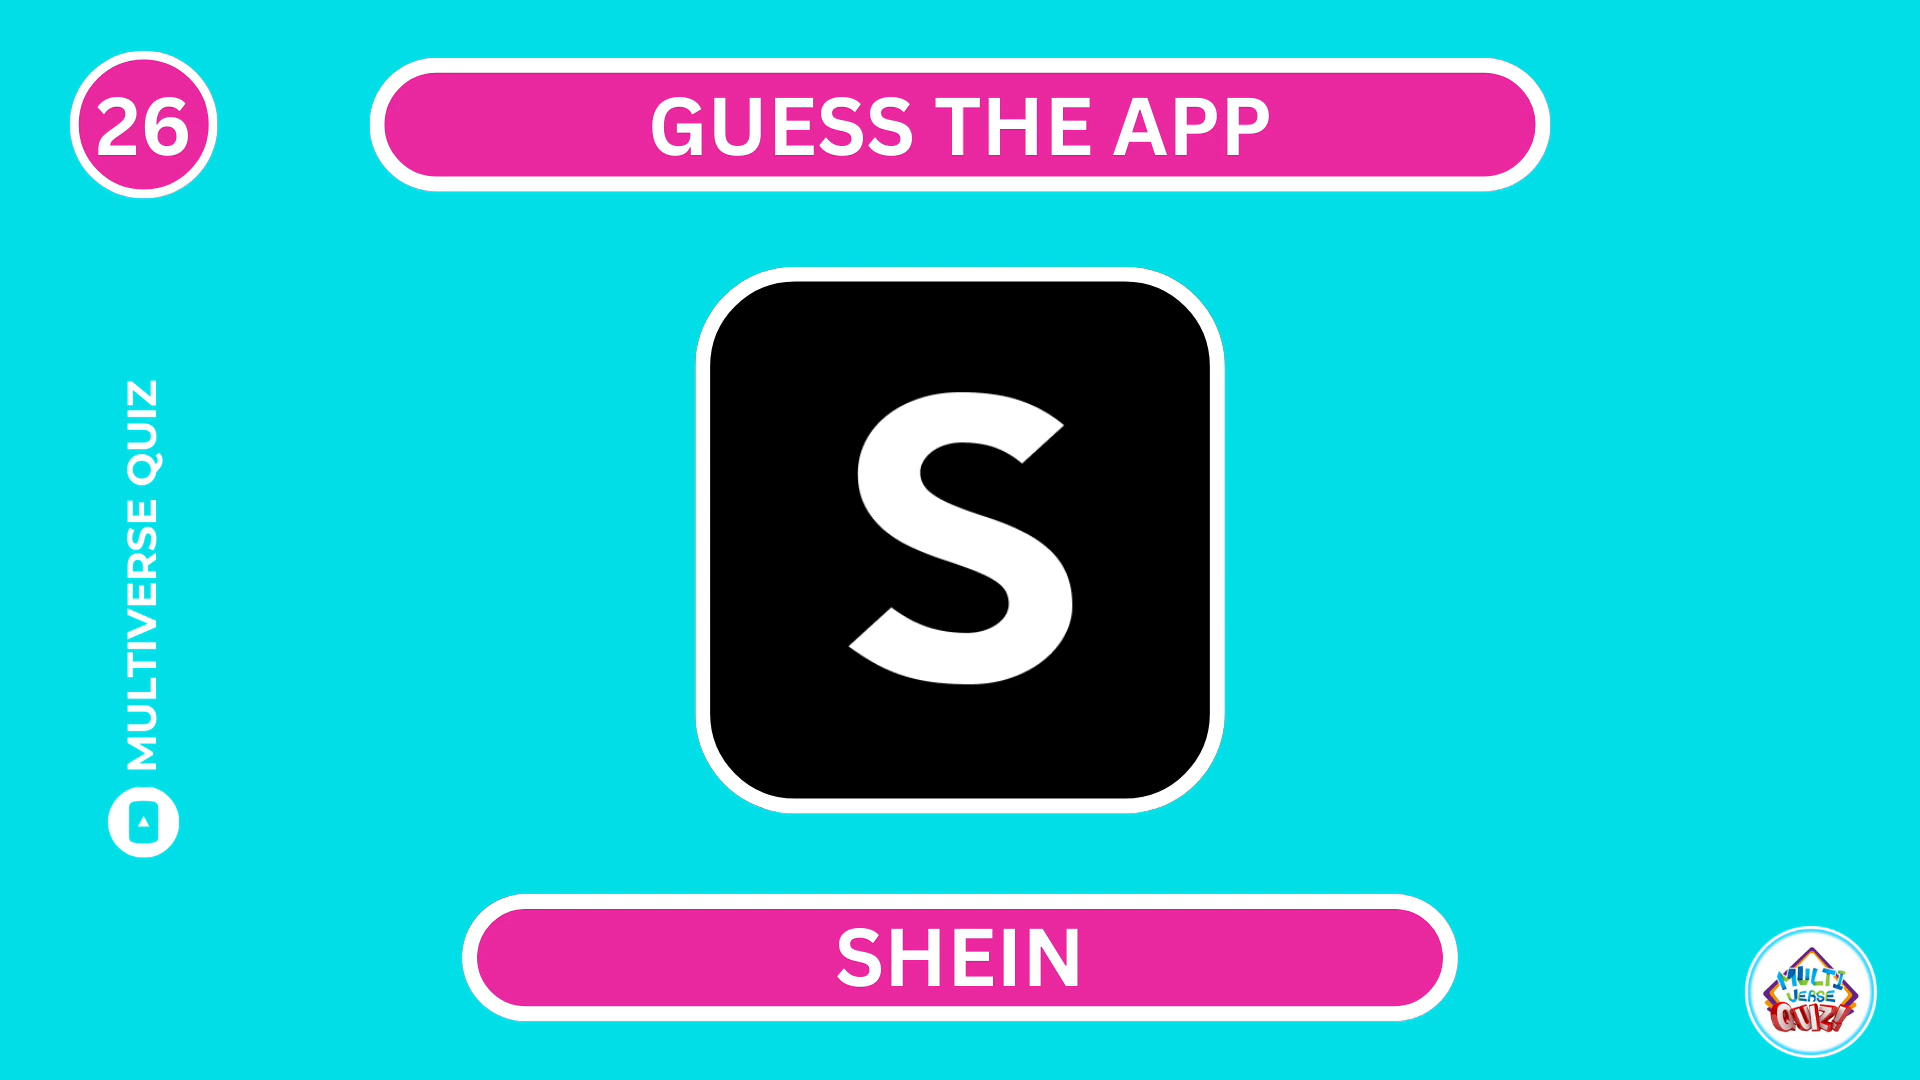 26
GUESS THE APP
S
MULTIVERSE QUIZ
SHEIN
MULTI
VERSE
QUIZ!